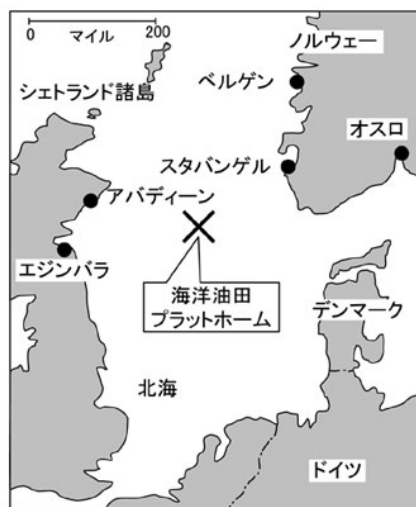 0 マイル 200
ノルウェー
ベルゲン
シェトランド諸島
オスロ
スタバンゲル
アバディーン
エジンバラ
海洋油田
プラットホーム
デンマーク
北海
ドイツ